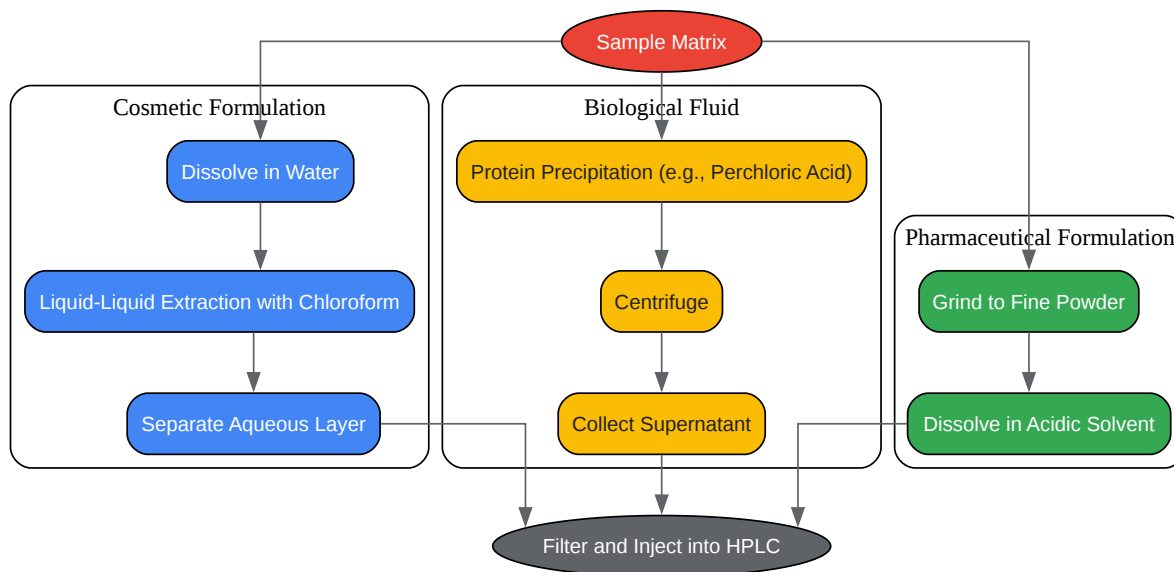 Sample Matrix
Cosmetic Formulation
Dissolve in Water
Liquid-Liquid Extraction with Chloroform
Separate Aqueous Layer
Biological Fluid
Protein Precipitation (e.g., Perchloric Acid)
Centrifuge
Collect Supernatant
Pharmaceutical Formulation
Grind to Fine Powder
Dissolve in Acidic Solvent
Filter and Inject into HPLC